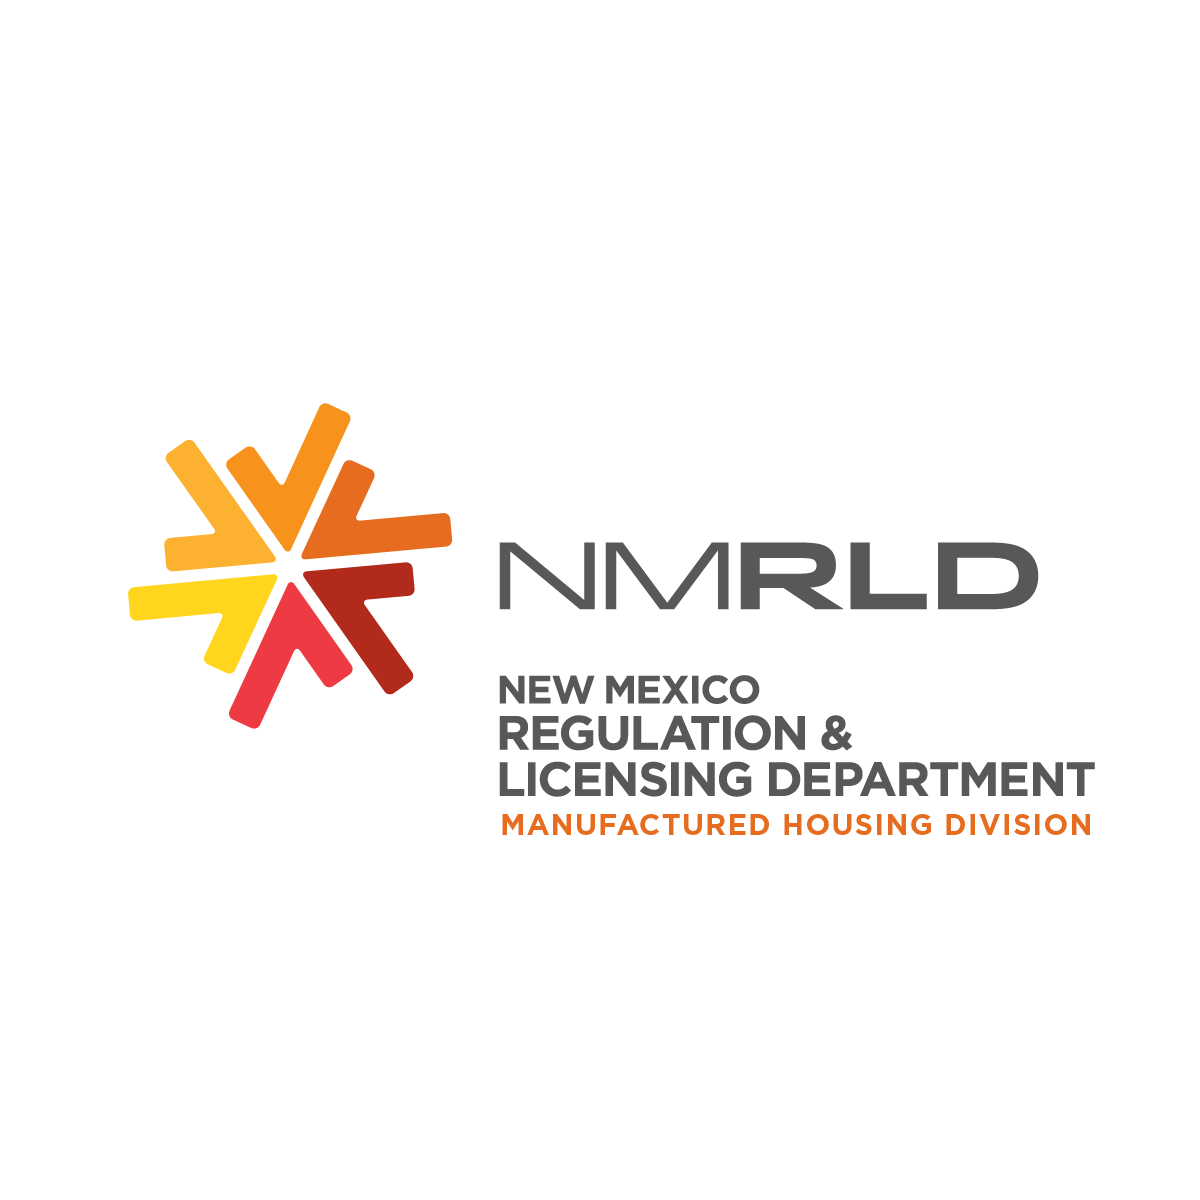 NMRLD
NEW MEXICO
REGULATION &
LICENSING DEPARTMENT
MANUFACTURED HOUSING DIVISION